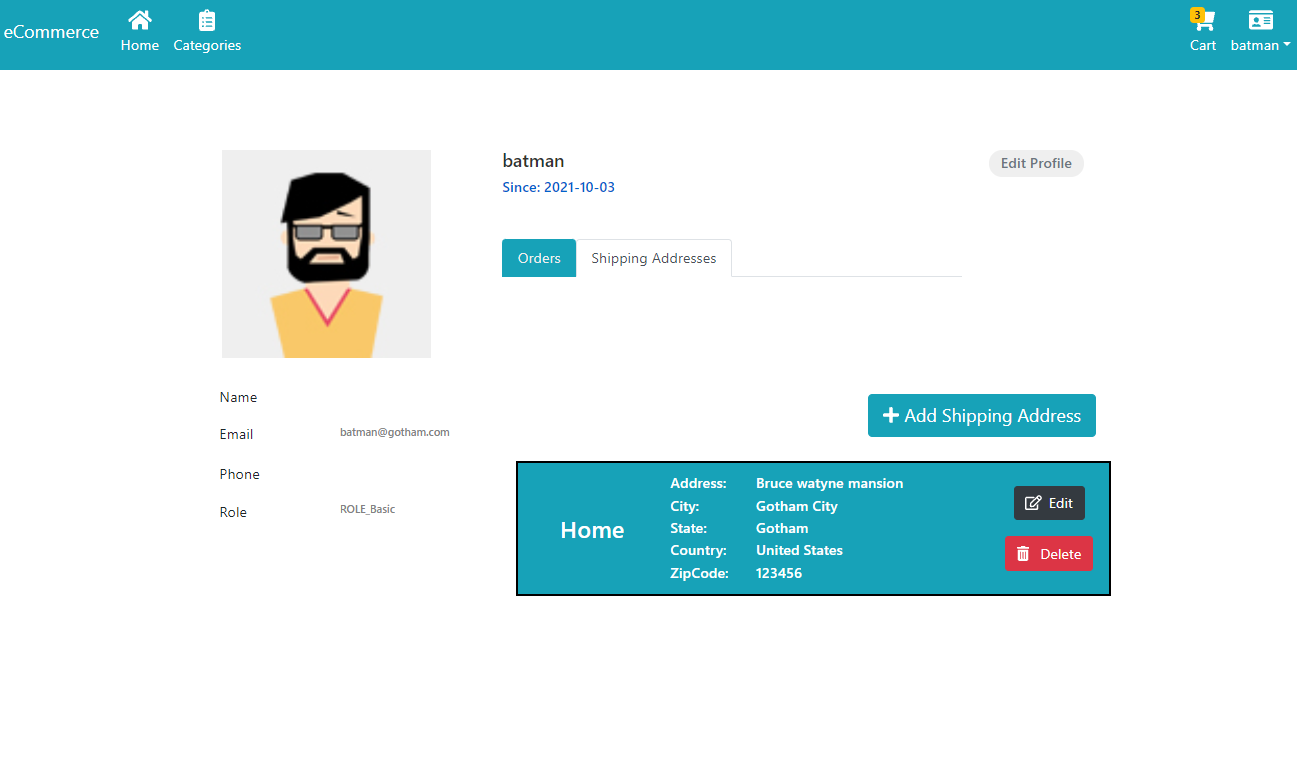 eCommerce
Home
Categories
3
Cart
batman
batman
Since: 2021-10-03
Edit Profile
Orders
Shipping Addresses
Name
Email batman@gotham.com
Phone
Role ROLE_Basic
Add Shipping Address
Home
Address: Bruce watyne mansion
City: Gotham City
State: Gotham
Country: United States
ZipCode: 123456
Edit
Delete